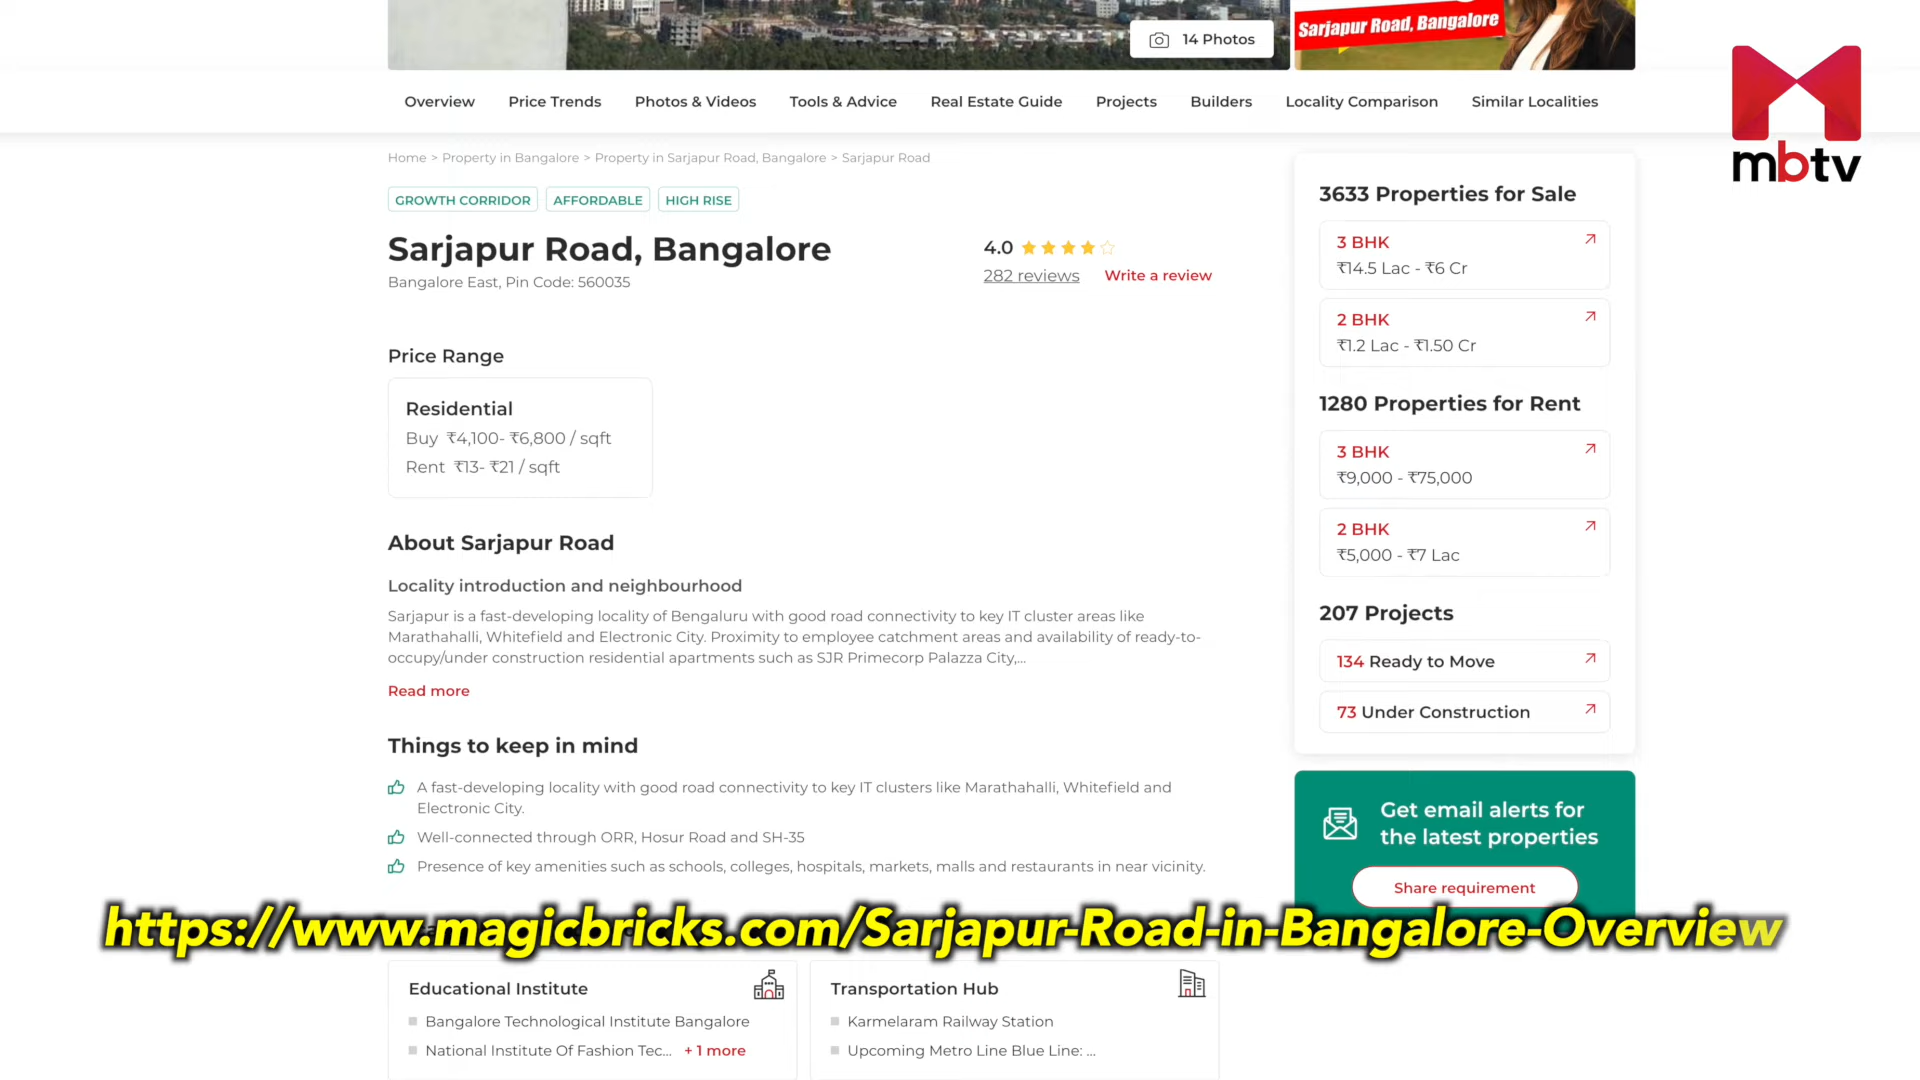 14 Photos
Sarjapur Road, Bangalore
mbtv
Overview
Price Trends
Photos & Videos
Tools & Advice
Real Estate Guide
Projects
Builders
Locality Comparison
Similar Localities
Home > Property in Bangalore > Property in Sarjapur Road, Bangalore > Sarjapur Road
GROWTH CORRIDOR
AFFORDABLE
HIGH RISE
Sarjapur Road, Bangalore
Bangalore East, Pin Code: 560035
4.0
282 reviews
Write a review
Price Range
Residential
Buy ₹4,100- ₹6,800 / sqft
Rent ₹13- ₹21 / sqft
About Sarjapur Road
Locality introduction and neighbourhood
Sarjapur is a fast-developing locality of Bengaluru with good road connectivity to key IT cluster areas like
Marathahalli, Whitefield and Electronic City. Proximity to employee catchment areas and availability of ready-to-
occupy/under construction residential apartments such as SJR Primecorp Palazza City,...
Read more
Things to keep in mind
A fast-developing locality with good road connectivity to key IT clusters like Marathahalli, Whitefield and
Electronic City.
Well-connected through ORR, Hosur Road and SH-35
Presence of key amenities such as schools, colleges, hospitals, markets, malls and restaurants in near vicinity.
3633 Properties for Sale
3 BHK
₹14.5 Lac - ₹6 Cr
2 BHK
₹1.2 Lac - ₹1.50 Cr
1280 Properties for Rent
3 BHK
₹9,000 - ₹75,000
2 BHK
₹5,000 - ₹7 Lac
207 Projects
134 Ready to Move
73 Under Construction
Get email alerts for
the latest properties
Share requirement
https://www.magicbricks.com/Sarjapur-Road-in-Bangalore-Overview
Educational Institute
Bangalore Technological Institute Bangalore
National Institute Of Fashion Tec... + 1 more
Transportation Hub
Karmelaram Railway Station
Upcoming Metro Line Blue Line: ...